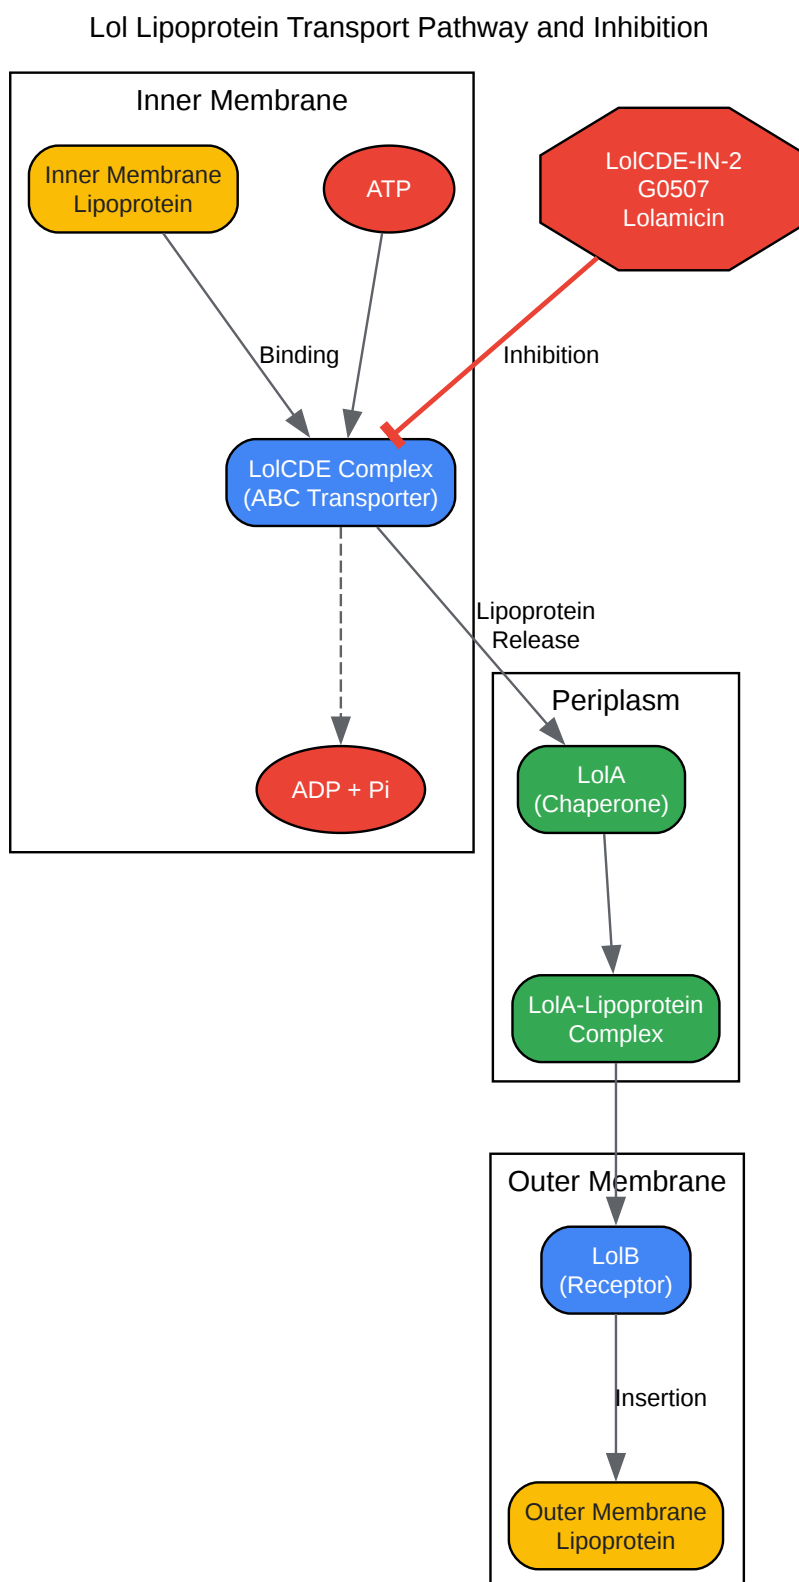 Lol Lipoprotein Transport Pathway and Inhibition
Inner Membrane
Inner Membrane
Lipoprotein
ATP
LolCDE-IN-2
G0507
Lolamicin
Binding
Inhibition
LolCDE Complex
(ABC Transporter)
Lipoprotein
Release
Periplasm
ADP + Pi
LolA
(Chaperone)
LolA-Lipoprotein
Complex
Outer Membrane
LolB
(Receptor)
Insertion
Outer Membrane
Lipoprotein